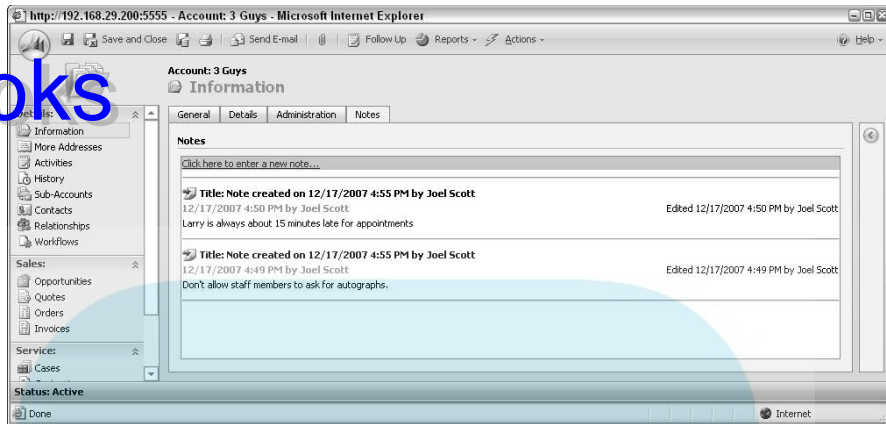 http://192.168.29.200:5555 - Account: 3 Guys - Microsoft Internet Explorer
Save and Close Send E-mail Follow Up Reports Actions Help
oks
Account: 3 Guys
Information
Details:
Information
More Addresses
Activities
History
Sub-Accounts
Contacts
Relationships
Workflows
Sales:
Opportunities
Quotes
Orders
Invoices
Service:
Cases
General Details Administration Notes
Notes
Click here to enter a new note...
Title: Note created on 12/17/2007 4:55 PM by Joel Scott
12/17/2007 4:50 PM by Joel Scott Edited 12/17/2007 4:50 PM by Joel Scott
Larry is always about 15 minutes late for appointments
Title: Note created on 12/17/2007 4:55 PM by Joel Scott
12/17/2007 4:49 PM by Joel Scott Edited 12/17/2007 4:49 PM by Joel Scott
Don't allow staff members to ask for autographs.
Status: Active
Done Internet